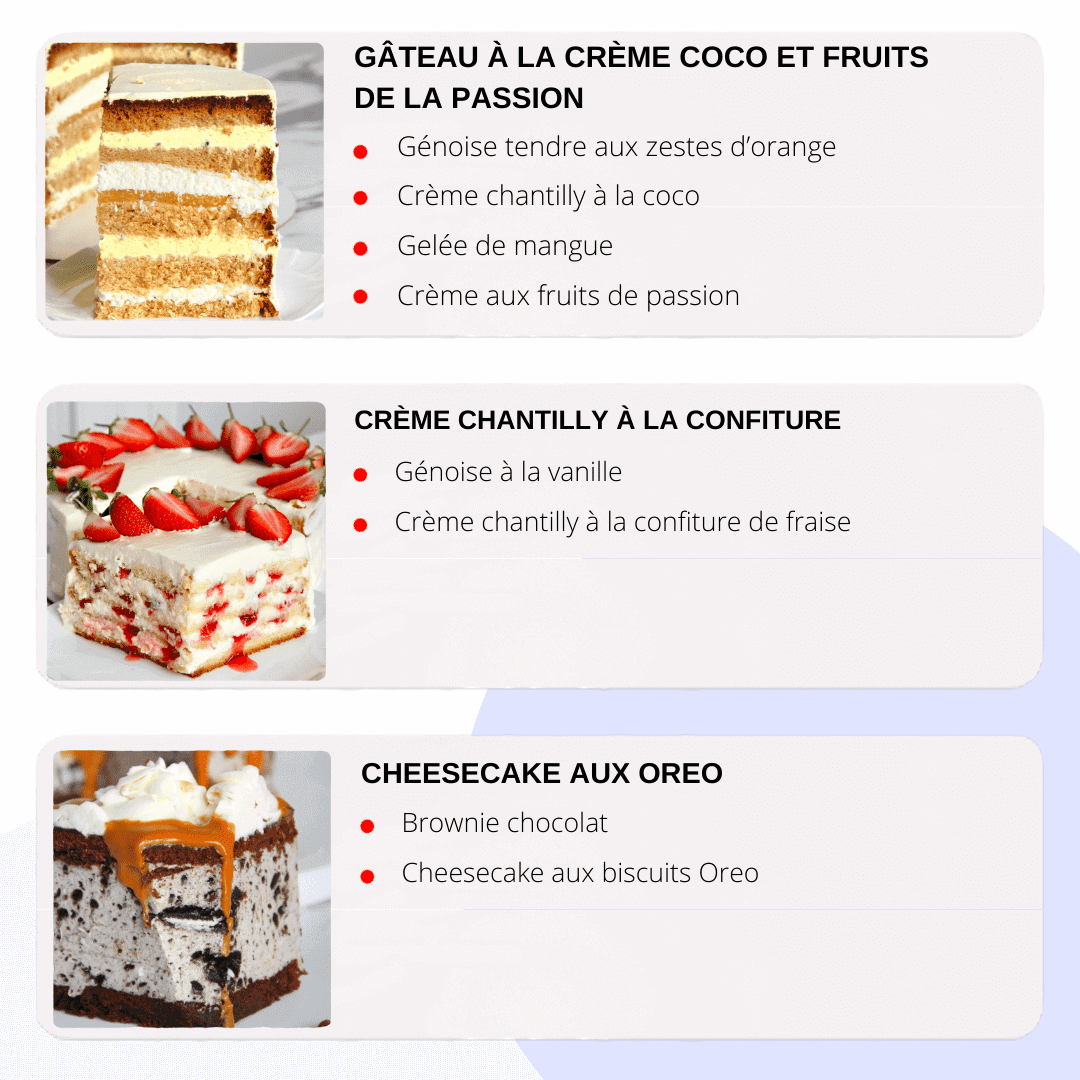 GÂTEAU À LA CRÈME COCO ET FRUITS
DE LA PASSION
Génoise tendre aux zestes d’orange
Crème chantilly à la coco
Gelée de mangue
Crème aux fruits de passion
CRÈME CHANTILLY À LA CONFITURE
Génoise à la vanille
Crème chantilly à la confiture de fraise
CHEESECAKE AUX OREO
Brownie chocolat
Cheesecake aux biscuits Oreo